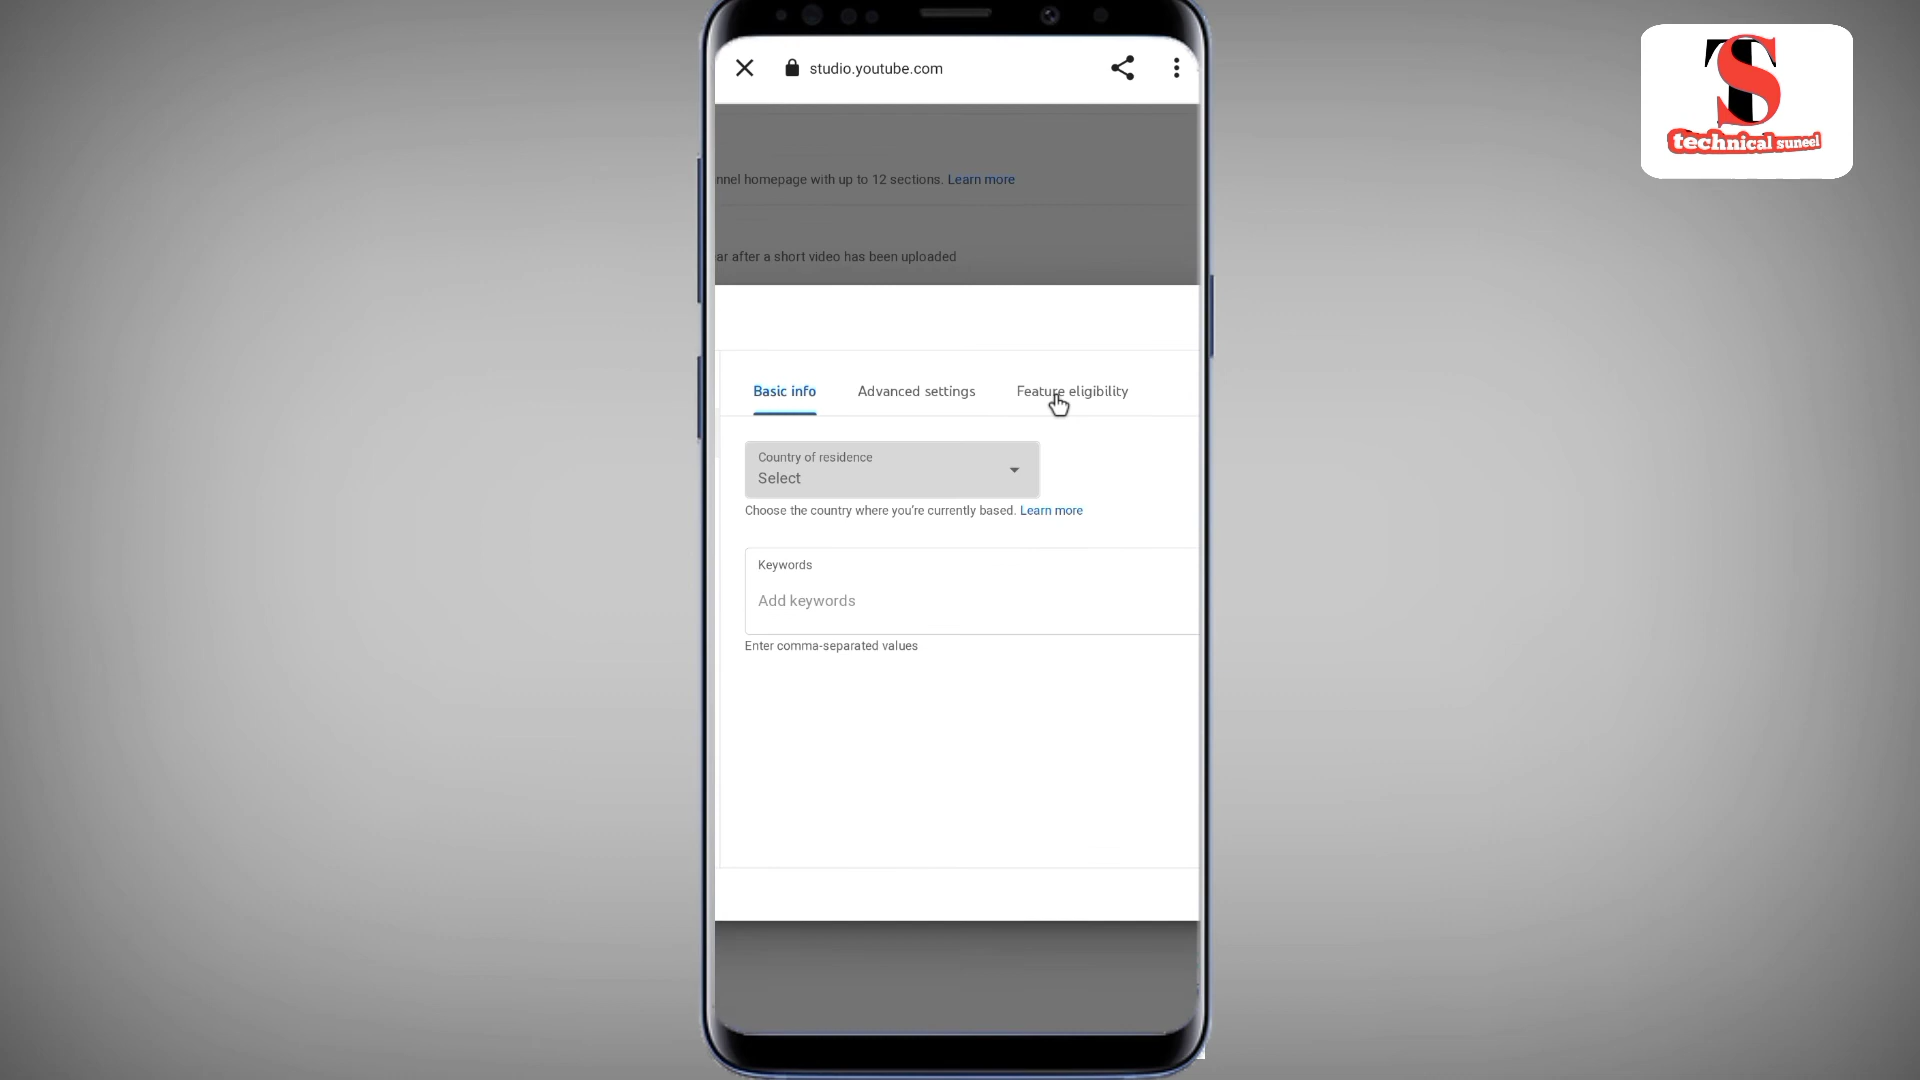 studio.youtube.com
TS
technical suneel
nnel homepage with up to 12 sections. Learn more
ar after a short video has been uploaded
Basic info Advanced settings Feature eligibility
Country of residence
Select
Choose the country where you're currently based. Learn more
Keywords
Add keywords
Enter comma-separated values